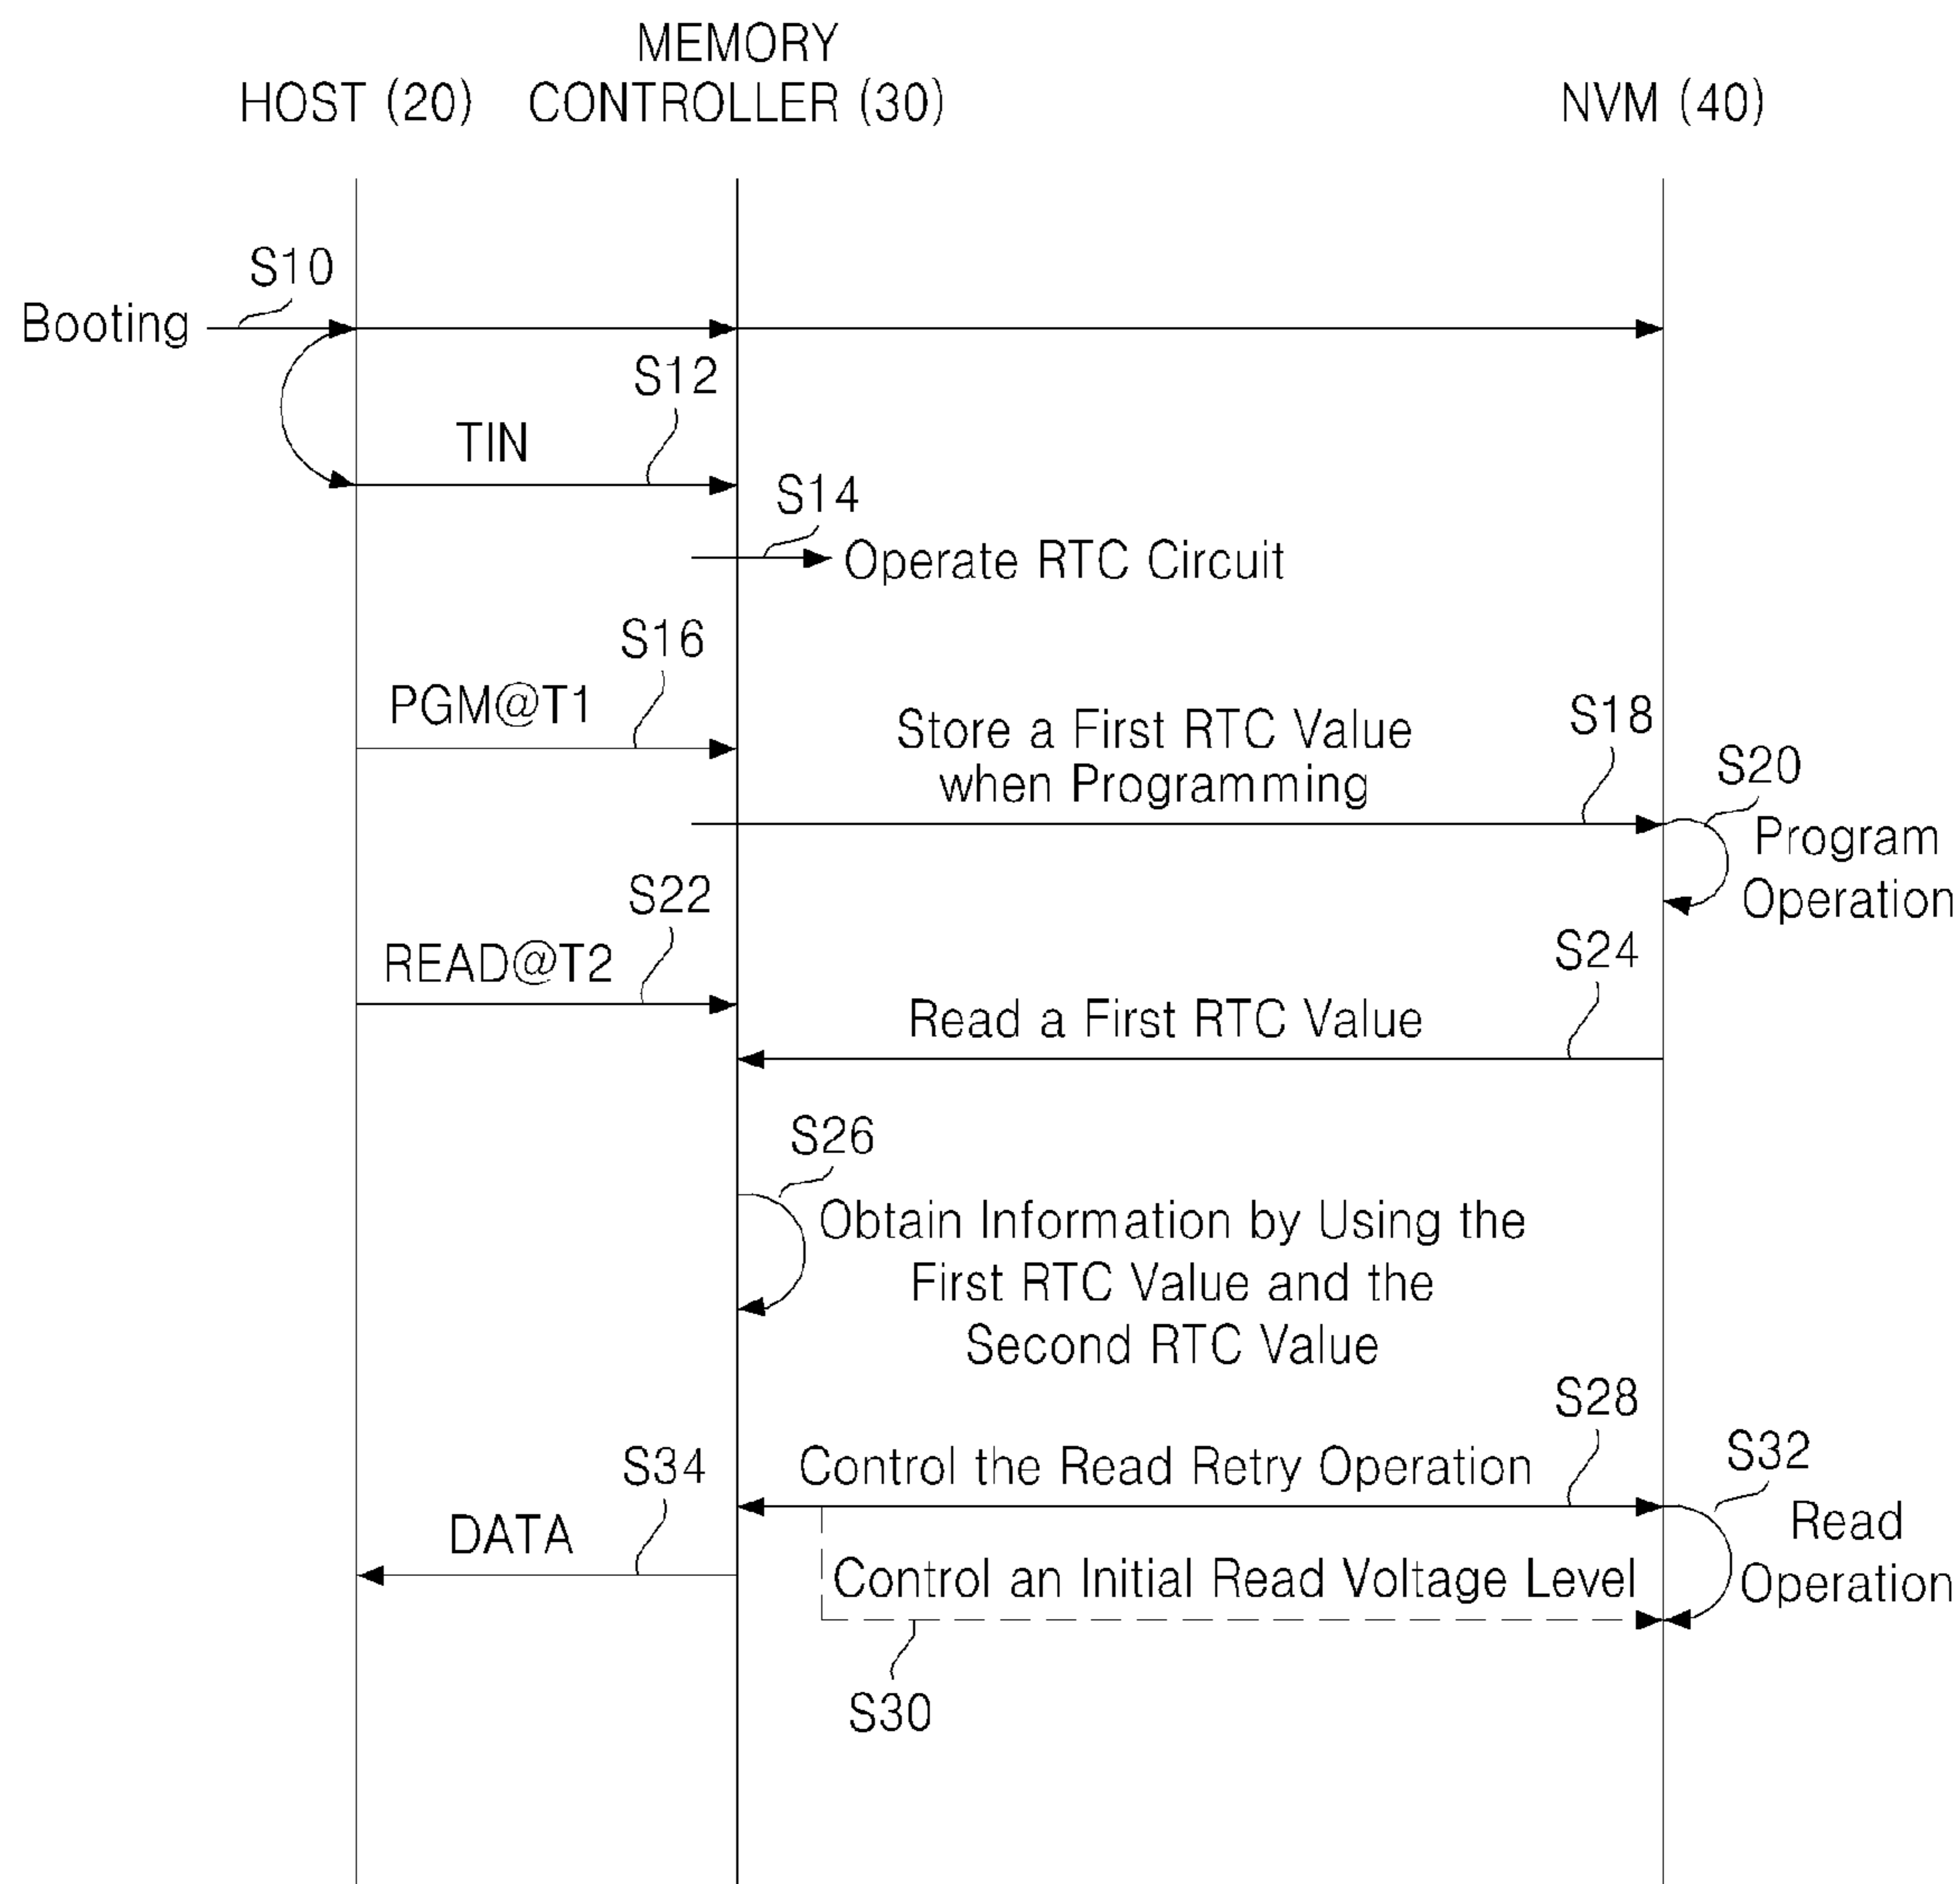 MEMORY
HOST (20) CONTROLLER (30) NVM (40)
S10
Booting
S12
TIN
S14
Operate RTC Circuit
S16
PGM@T1
S18
Store a First RTC Value
when Programming
S20
Program
Operation
S22
READ@T2
S24
Read a First RTC Value
S26
Obtain Information by Using the
First RTC Value and the
Second RTC Value
S28
Control the Read Retry Operation
S32
Read
Operation
S34
DATA
Control an Initial Read Voltage Level
S30